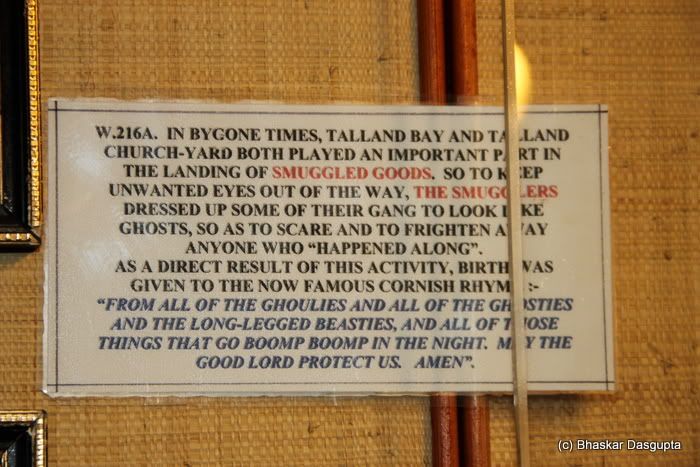 W.216A. IN BYGONE TIMES, TALLAND BAY AND TALLAND
CHURCH-YARD BOTH PLAYED AN IMPORTANT PART IN
THE LANDING OF SMUGGLED GOODS. SO TO KEEP
UNWANTED EYES OUT OF THE WAY, THE SMUGGLERS
DRESSED UP SOME OF THEIR GANG TO LOOK LIKE
GHOSTS, SO AS TO SCARE AND TO FRIGHTEN AWAY
ANYONE WHO “HAPPENED ALONG”.
AS A DIRECT RESULT OF THIS ACTIVITY, BIRTH WAS
GIVEN TO THE NOW FAMOUS CORNISH RHYME :-
“FROM ALL OF THE GHOULIES AND ALL OF THE GHOSTIES
AND THE LONG-LEGGED BEASTIES, AND ALL OF THOSE
THINGS THAT GO BOOMP BOOMP IN THE NIGHT. MAY THE
GOOD LORD PROTECT US. AMEN”.
(c) Bhaskar Dasgupta